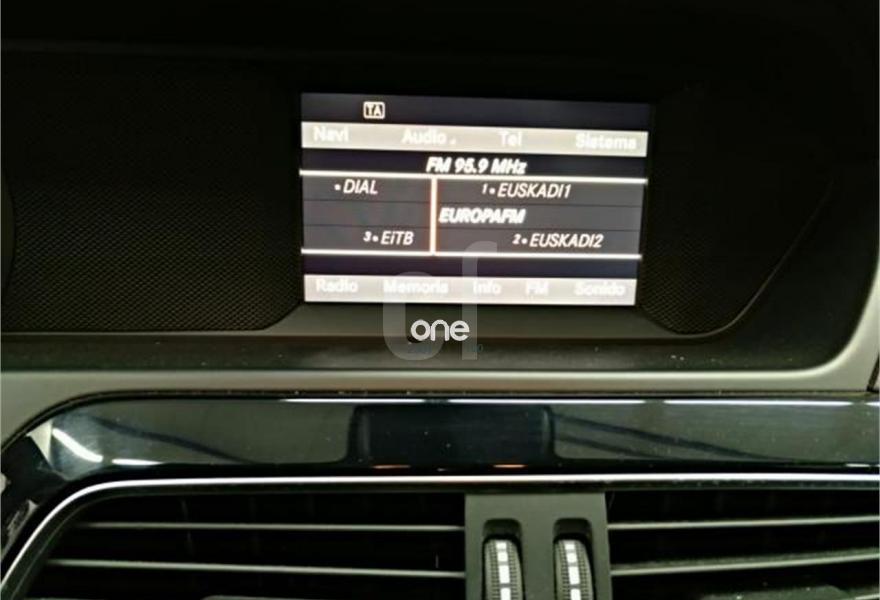 TA
Navi Audio Tel Sistema
FM 95.9 MHz
• DIAL 1• EUSKADI1
EUROPAFM
3• EiTB 2• EUSKADI2
Radio Memoria Info FM Sonido
cf
one